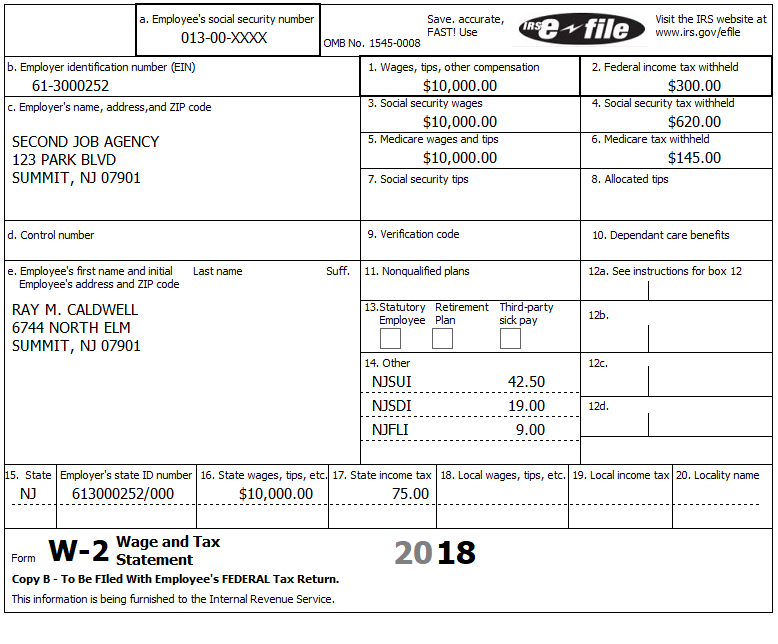 a. Employee's social security number
013-00-XXXX
OMB No. 1545-0008
Save. accurate,
FAST! Use
IRS e~file
Visit the IRS website at
www.irs.gov/efile
b. Employer identification number (EIN)
61-3000252
1. Wages, tips, other compensation
$10,000.00
2. Federal income tax withheld
$300.00
c. Employer's name, address,and ZIP code
SECOND JOB AGENCY
123 PARK BLVD
SUMMIT, NJ 07901
3. Social security wages
$10,000.00
4. Social security tax withheld
$620.00
5. Medicare wages and tips
$10,000.00
6. Medicare tax withheld
$145.00
7. Social security tips
8. Allocated tips
d. Control number
9. Verification code
10. Dependant care benefits
e. Employee's first name and initial Last name Suff.
Employee's address and ZIP code
RAY M. CALDWELL
6744 NORTH ELM
SUMMIT, NJ 07901
11. Nonqualified plans
12a. See instructions for box 12
13.Statutory Retirement Third-party
Employee Plan sick pay
12b.
14. Other
NJSUI 42.50
NJSDI 19.00
NJFLI 9.00
12c.
12d.
15. State Employer's state ID number 16. State wages, tips, etc. 17. State income tax 18. Local wages, tips, etc. 19. Local income tax 20. Locality name
NJ 613000252/000 $10,000.00 75.00
Form W-2 Wage and Tax
Statement
2018
Copy B - To Be FIled With Employee's FEDERAL Tax Return.
This information is being furnished to the Internal Revenue Service.